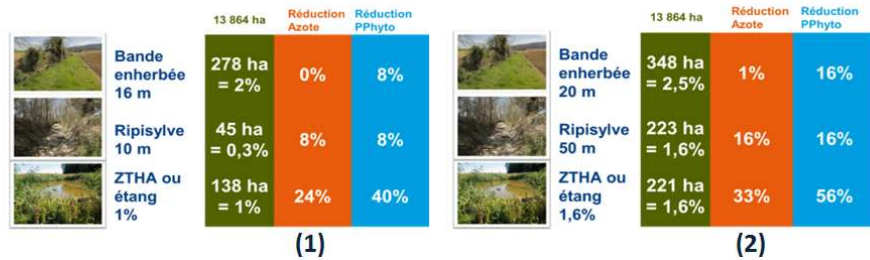 13 864 ha
Réduction
Azote
Réduction
PPhyto
Bande
enherbée
16 m
278 ha
= 2%
0%
8%
Ripisylve
10 m
45 ha
= 0,3%
8%
8%
ZTHA ou
étang
1%
138 ha
= 1%
24%
40%
(1)
13 864 ha
Réduction
Azote
Réduction
PPhyto
Bande
enherbée
20 m
348 ha
= 2,5%
1%
16%
Ripisylve
50 m
223 ha
= 1,6%
16%
16%
ZTHA ou
étang
1,6%
221 ha
= 1,6%
33%
56%
(2)